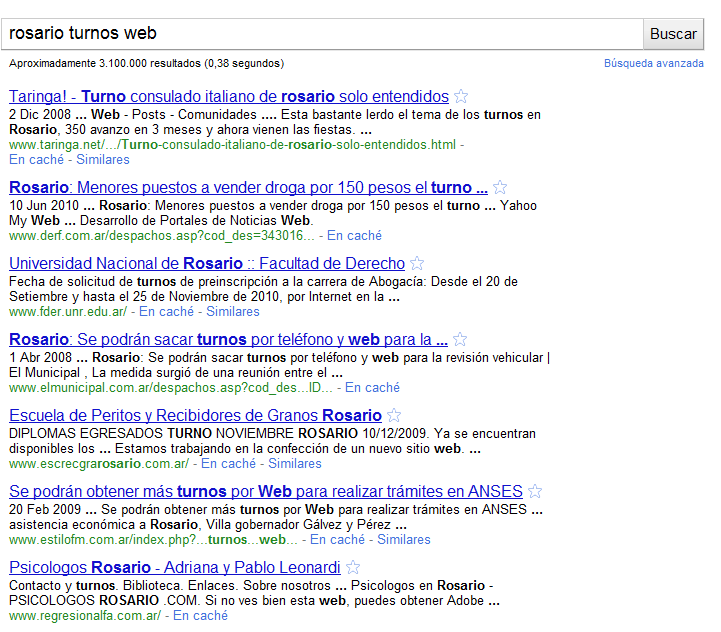 rosario turnos web
Buscar
Aproximadamente 3.100.000 resultados (0,38 segundos)
Búsqueda avanzada
Taringa! - Turno consulado italiano de rosario solo entendidos
2 Dic 2008 ... Web - Posts - Comunidades .... Esta bastante lerdo el tema de los turnos en
Rosario, 350 avanzo en 3 meses y ahora vienen las fiestas. ...
www.taringa.net/.../Turno-consulado-italiano-de-rosario-solo-entendidos.html -
En caché - Similares
Rosario: Menores puestos a vender droga por 150 pesos el turno ...
10 Jun 2010 ... Rosario: Menores puestos a vender droga por 150 pesos el turno ... Yahoo
My Web ... Desarrollo de Portales de Noticias Web.
www.derf.com.ar/despachos.asp?cod_des=343016... - En caché
Universidad Nacional de Rosario :: Facultad de Derecho
Fecha de solicitud de turnos de preinscripción a la carrera de Abogacía: Desde el 20 de
Setiembre y hasta el 25 de Noviembre de 2010, por Internet en la ...
www.fder.unr.edu.ar/ - En caché - Similares
Rosario: Se podrán sacar turnos por teléfono y web para la ...
1 Abr 2008 ... Rosario: Se podrán sacar turnos por teléfono y web para la revisión vehicular |
El Municipal , La medida surgió de una reunión entre el ...
www.elmunicipal.com.ar/despachos.asp?cod_des...ID... - En caché
Escuela de Peritos y Recibidores de Granos Rosario
DIPLOMAS EGRESADOS TURNO NOVIEMBRE ROSARIO 10/12/2009. Ya se encuentran
disponibles los ... Estamos trabajando en la confección de un nuevo sitio web. ...
www.escrecgrarosario.com.ar/ - En caché - Similares
Se podrán obtener más turnos por Web para realizar trámites en ANSES
20 Feb 2009 ... Se podrán obtener más turnos por Web para realizar trámites en ANSES ...
asistencia económica a Rosario, Villa gobernador Gálvez y Pérez ...
www.estilofm.com.ar/index.php?...turnos...web... - En caché - Similares
Psicologos Rosario - Adriana y Pablo Leonardi
Contacto y turnos. Biblioteca. Enlaces. Sobre nosotros ... Psicologos en Rosario -
PSICOLOGOS ROSARIO .COM. Si no ves bien esta web, puedes obtener Adobe ...
www.regresionalfa.com.ar/ - En caché